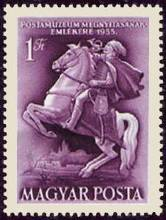 POSTAMÚZEUM MEGNYITÁSÁNAK
EMLÉKÉRE 1955.
1 Ft
MAGYAR POSTA